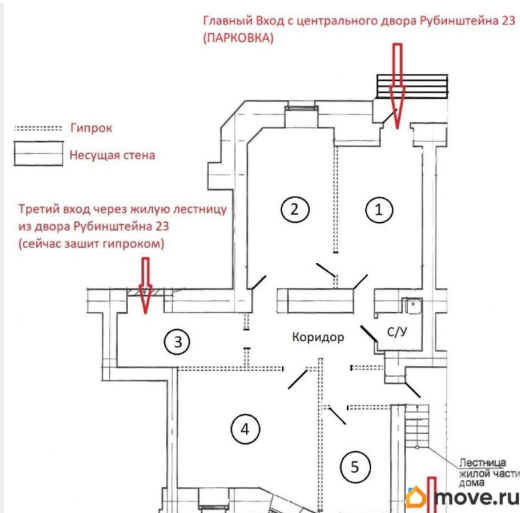 Главный Вход с центрального двора Рубинштейна 23
(ПАРКОВКА)
Гипрок
Несущая стена
Третий вход через жилую лестницу
из двора Рубинштейна 23
(сейчас зашит гипроком)
2
1
3
Коридор
С/У
4
5
Лестница
жилой части
дома
move.ru